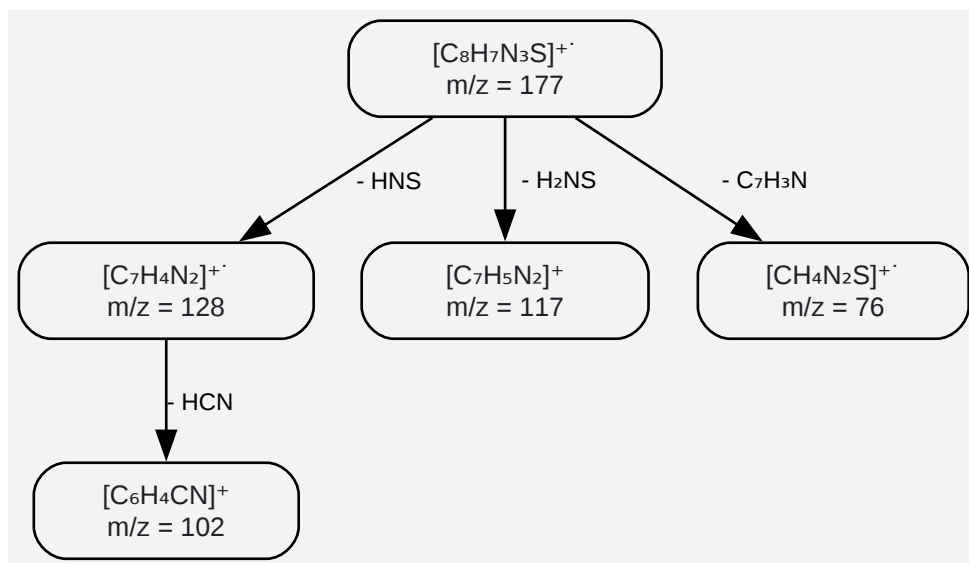 [C₈H₇N₃S]⁺˙
m/z = 177
- HNS
- H₂NS
- C₇H₃N
[C₇H₄N₂]⁺˙
m/z = 128
[C₇H₅N₂]⁺
m/z = 117
[CH₄N₂S]⁺˙
m/z = 76
- HCN
[C₆H₄CN]⁺
m/z = 102